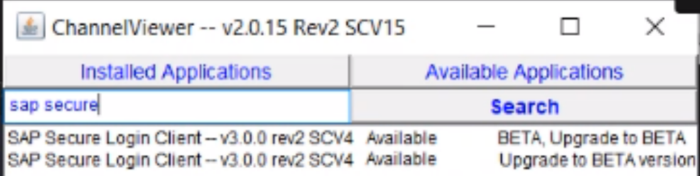 ChannelViewer -- v2.0.15 Rev2 SCV15
Installed Applications Available Applications
sap secure Search
SAP Secure Login Client -- v3.0.0 rev2 SCV4 Available BETA, Upgrade to BETA
SAP Secure Login Client -- v3.0.0 rev2 SCV4 Available Upgrade to BETA version